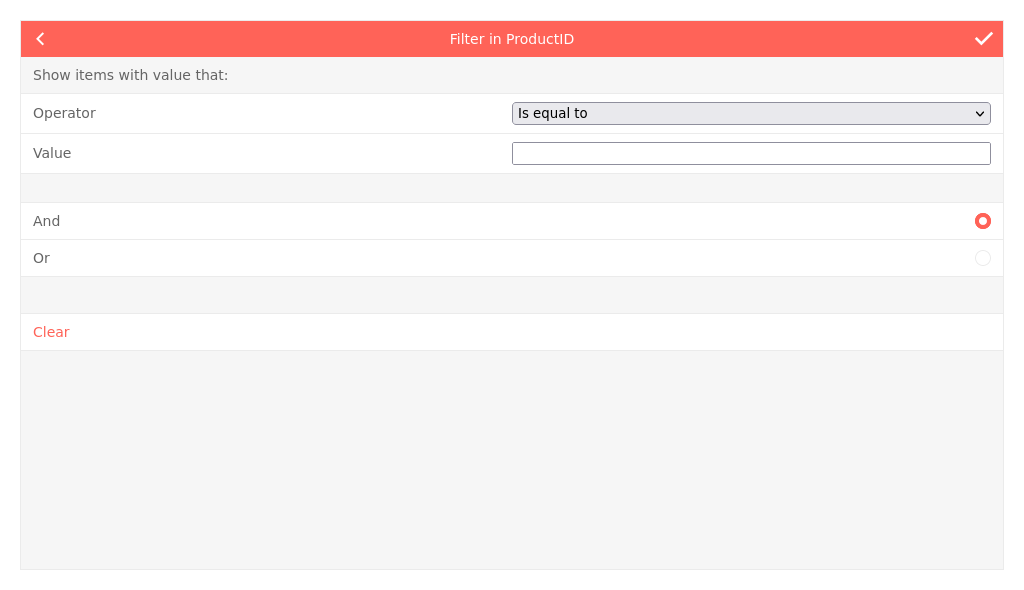 Filter in ProductID
Show items with value that:
Operator
Is equal to
Value
And
Or
Clear